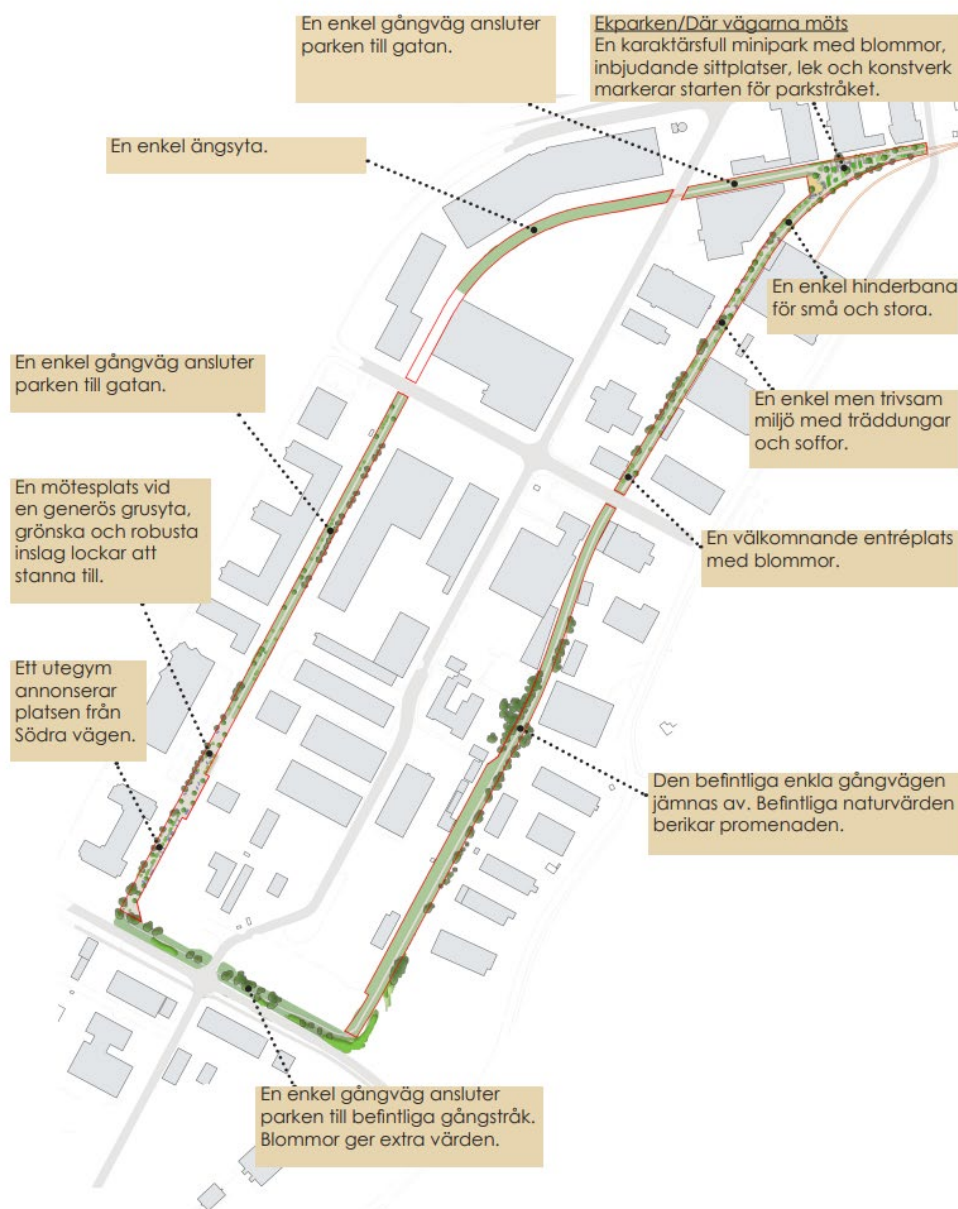 En enkel gångväg ansluter
parken till gatan.
Ekparken/Där vägarna möts
En karaktärsfull minipark med blommor,
inbjudande sittplatser, lek och konstverk
markerar starten för parkstråket.
En enkel ängsyta.
En enkel hinderbana
för små och stora.
En enkel gångväg ansluter
parken till gatan.
En enkel men trivsam
miljö med träddungar
och soffor.
En mötesplats vid
en generös grusyta,
grönska och robusta
inslag lockar att
stanna till.
En välkomnande entréplats
med blommor.
Ett utegym
annonserar
platsen från
Södra vägen.
Den befintliga enkla gångvägen
jämnas av. Befintliga naturvärden
berikar promenaden.
En enkel gångväg ansluter
parken till befintliga gångstråk.
Blommor ger extra värden.